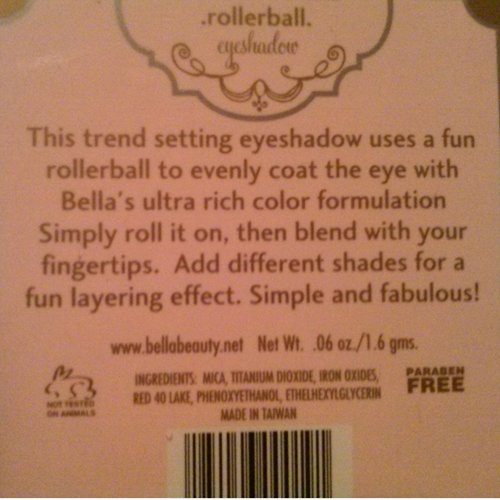 .rollerball.
eyeshadow
This trend setting eyeshadow uses a fun
rollerball to evenly coat the eye with
Bella's ultra rich color formulation
Simply roll it on, then blend with your
fingertips. Add different shades for a
fun layering effect. Simple and fabulous!
www.bellabeauty.net Net Wt. .06 oz./1.6 gms.
INGREDIENTS: MICA, TITANIUM DIOXIDE, IRON OXIDES,
RED 40 LAKE, PHENOXYETHANOL, ETHELHEXYLGLYCERIN
MADE IN TAIWAN
NOT TESTED
ON ANIMALS
PARABEN
FREE